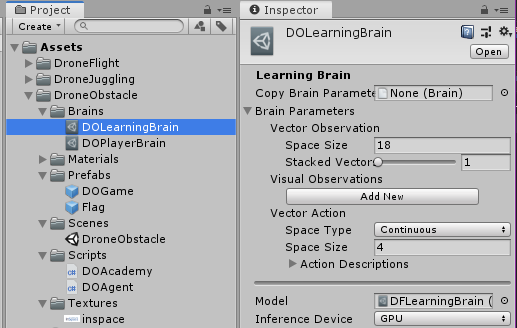 Project
Create
Assets
DroneFlight
DroneJuggling
DroneObstacle
Brains
DOLearningBrain
DOPlayerBrain
Materials
Prefabs
DOGame
Flag
Scenes
DroneObstacle
Scripts
DOAcademy
DOAgent
Textures
inspace
Inspector
DOLearningBrain
Open
Learning Brain
Copy Brain Paramete None (Brain)
Brain Parameters
Vector Observation
Space Size 18
Stacked Vector 1
Visual Observations
Add New
Vector Action
Space Type Continuous
Space Size 4
Action Descriptions
Model DFLearningBrain (
Inference Device GPU